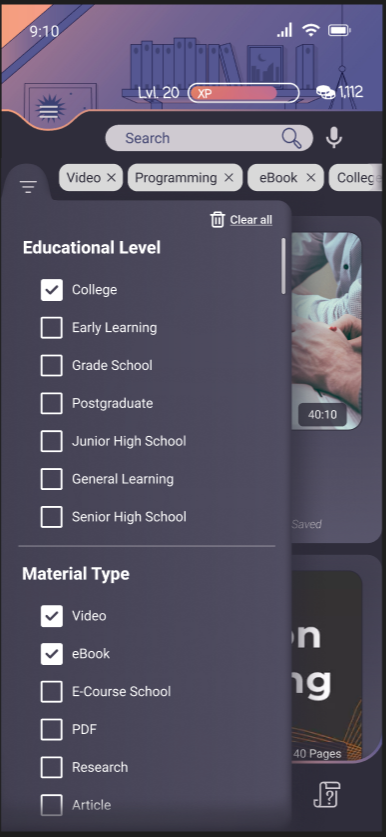 9:10
Lvl. 20 XP 1,112
Search
Video × Programming × eBook × Colleg
Clear all
Educational Level
College
Early Learning
Grade School
40:10
Postgraduate
Junior High School
General Learning
Senior High School
Saved
Material Type
Video
eBook
on
E-Course School
ng
PDF
40 Pages
Research
Article